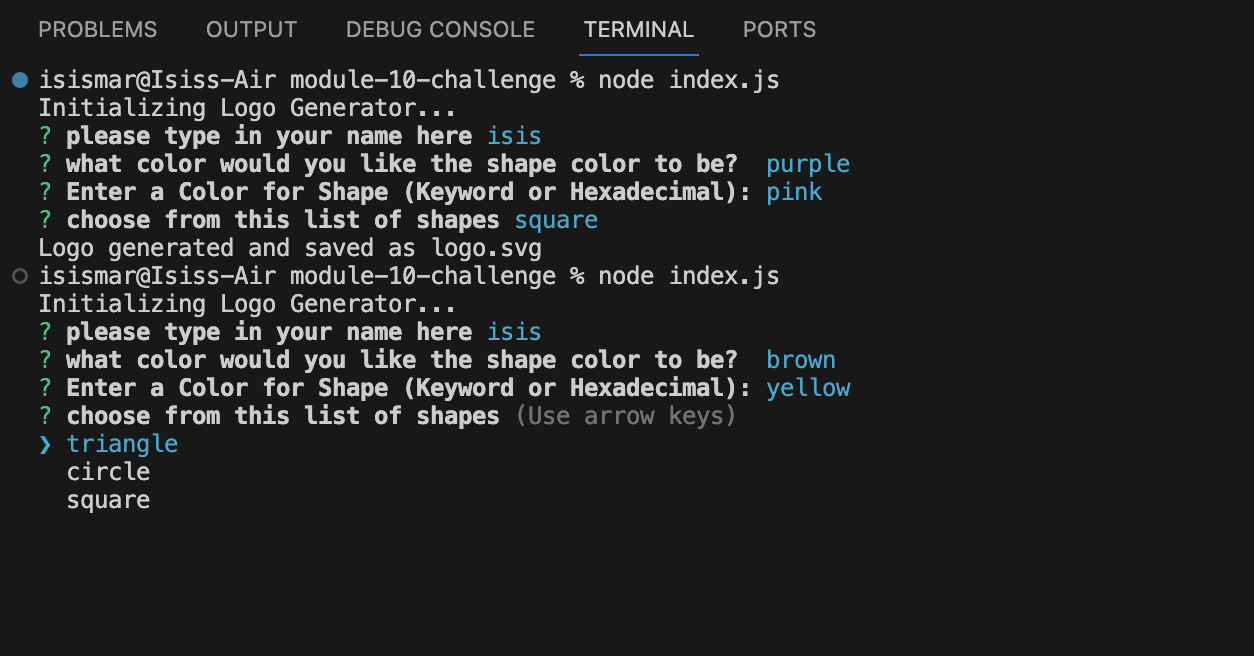 PROBLEMS OUTPUT DEBUG CONSOLE TERMINAL PORTS
isismar@Isiss-Air module-10-challenge % node index.js
Initializing Logo Generator...
? please type in your name here isis
? what color would you like the shape color to be?  purple
? Enter a Color for Shape (Keyword or Hexadecimal): pink
? choose from this list of shapes square
Logo generated and saved as logo.svg
isismar@Isiss-Air module-10-challenge % node index.js
Initializing Logo Generator...
? please type in your name here isis
? what color would you like the shape color to be?  brown
? Enter a Color for Shape (Keyword or Hexadecimal): yellow
? choose from this list of shapes (Use arrow keys)
❯ triangle
circle
square